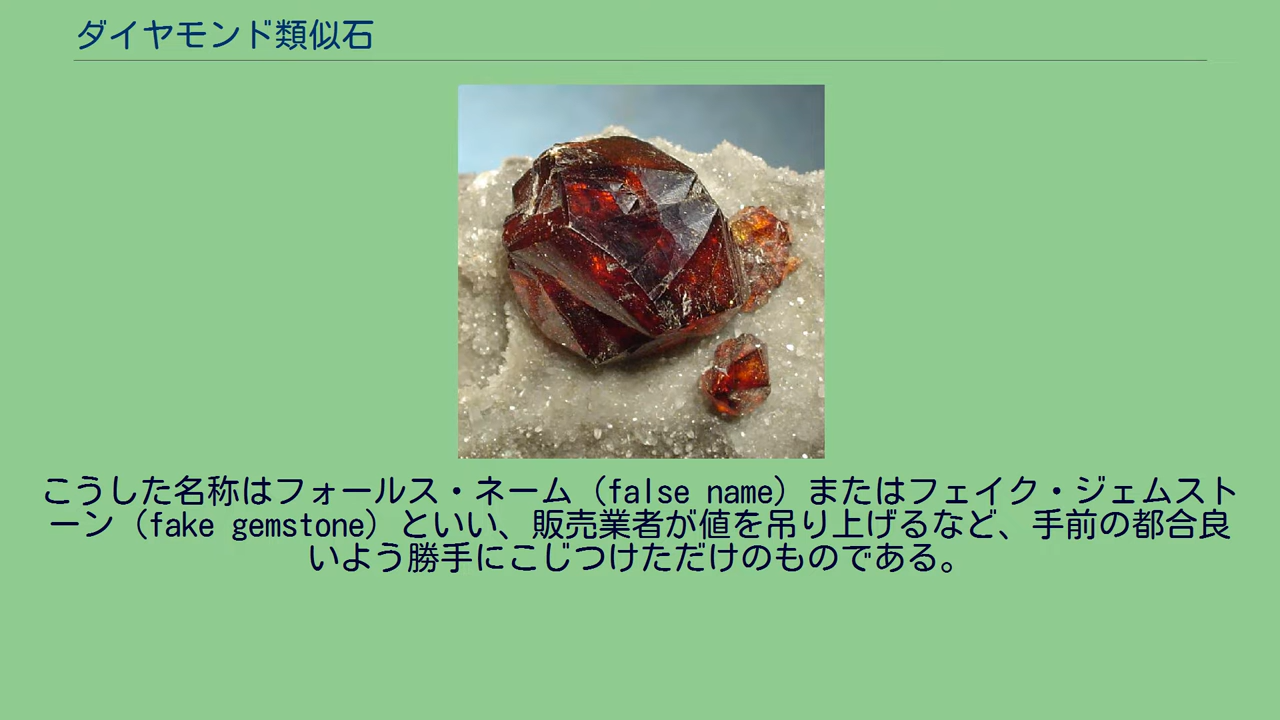 ダイヤモンド類似石
こうした名称はフォールス・ネーム（false name）またはフェイク・ジェムスト
ーン（fake gemstone）といい、販売業者が値を吊り上げるなど、手前の都合良
いよう勝手にこじつけただけのものである。